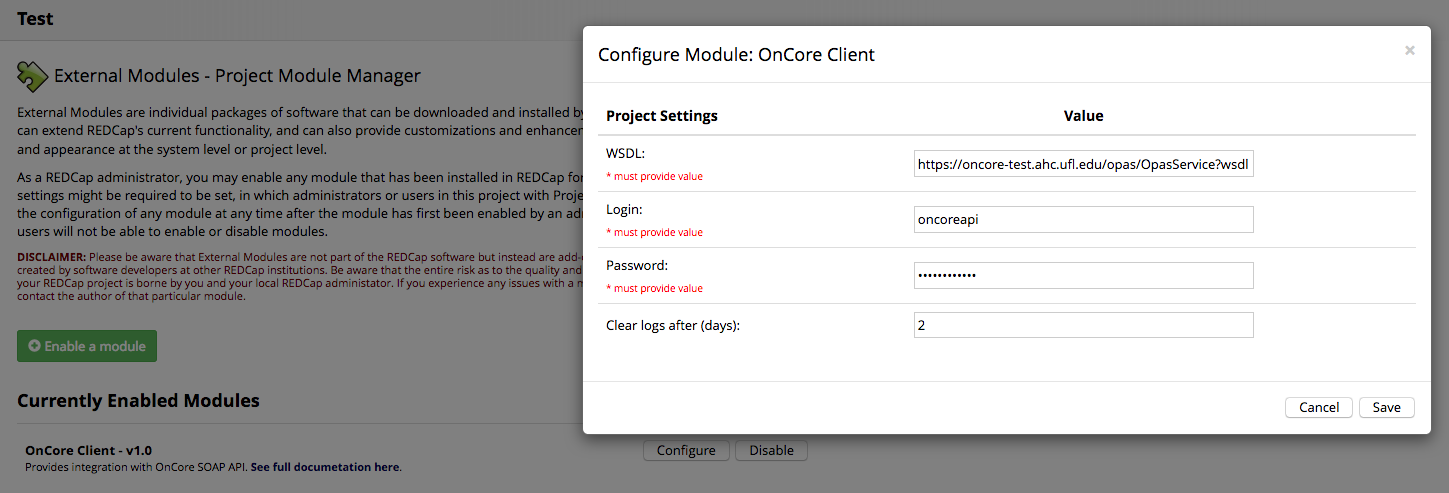 Test
External Modules - Project Module Manager
External Modules are individual packages of software that can be downloaded and installed by
can extend REDCap's current functionality, and can also provide customizations and enhancem
and appearance at the system level or project level.
As a REDCap administrator, you may enable any module that has been installed in REDCap for
settings might be required to be set, in which administrators or users in this project with Proje
the configuration of any module at any time after the module has first been enabled by an adm
users will not be able to enable or disable modules.
DISCLAIMER: Please be aware that External Modules are not part of the REDCap software but instead are add-o
created by software developers at other REDCap institutions. Be aware that the entire risk as to the quality and
your REDCap project is borne by you and your local REDCap administator. If you experience any issues with a m
contact the author of that particular module.
Enable a module
Currently Enabled Modules
OnCore Client - v1.0
Provides integration with OnCore SOAP API. See full documetation here.
Configure Disable
Configure Module: OnCore Client ×
Project Settings Value
WSDL:
* must provide value
https://oncore-test.ahc.ufl.edu/opas/OpasService?wsdl
Login:
* must provide value
oncoreapi
Password:
* must provide value
••••••••••••
Clear logs after (days): 2
Cancel Save